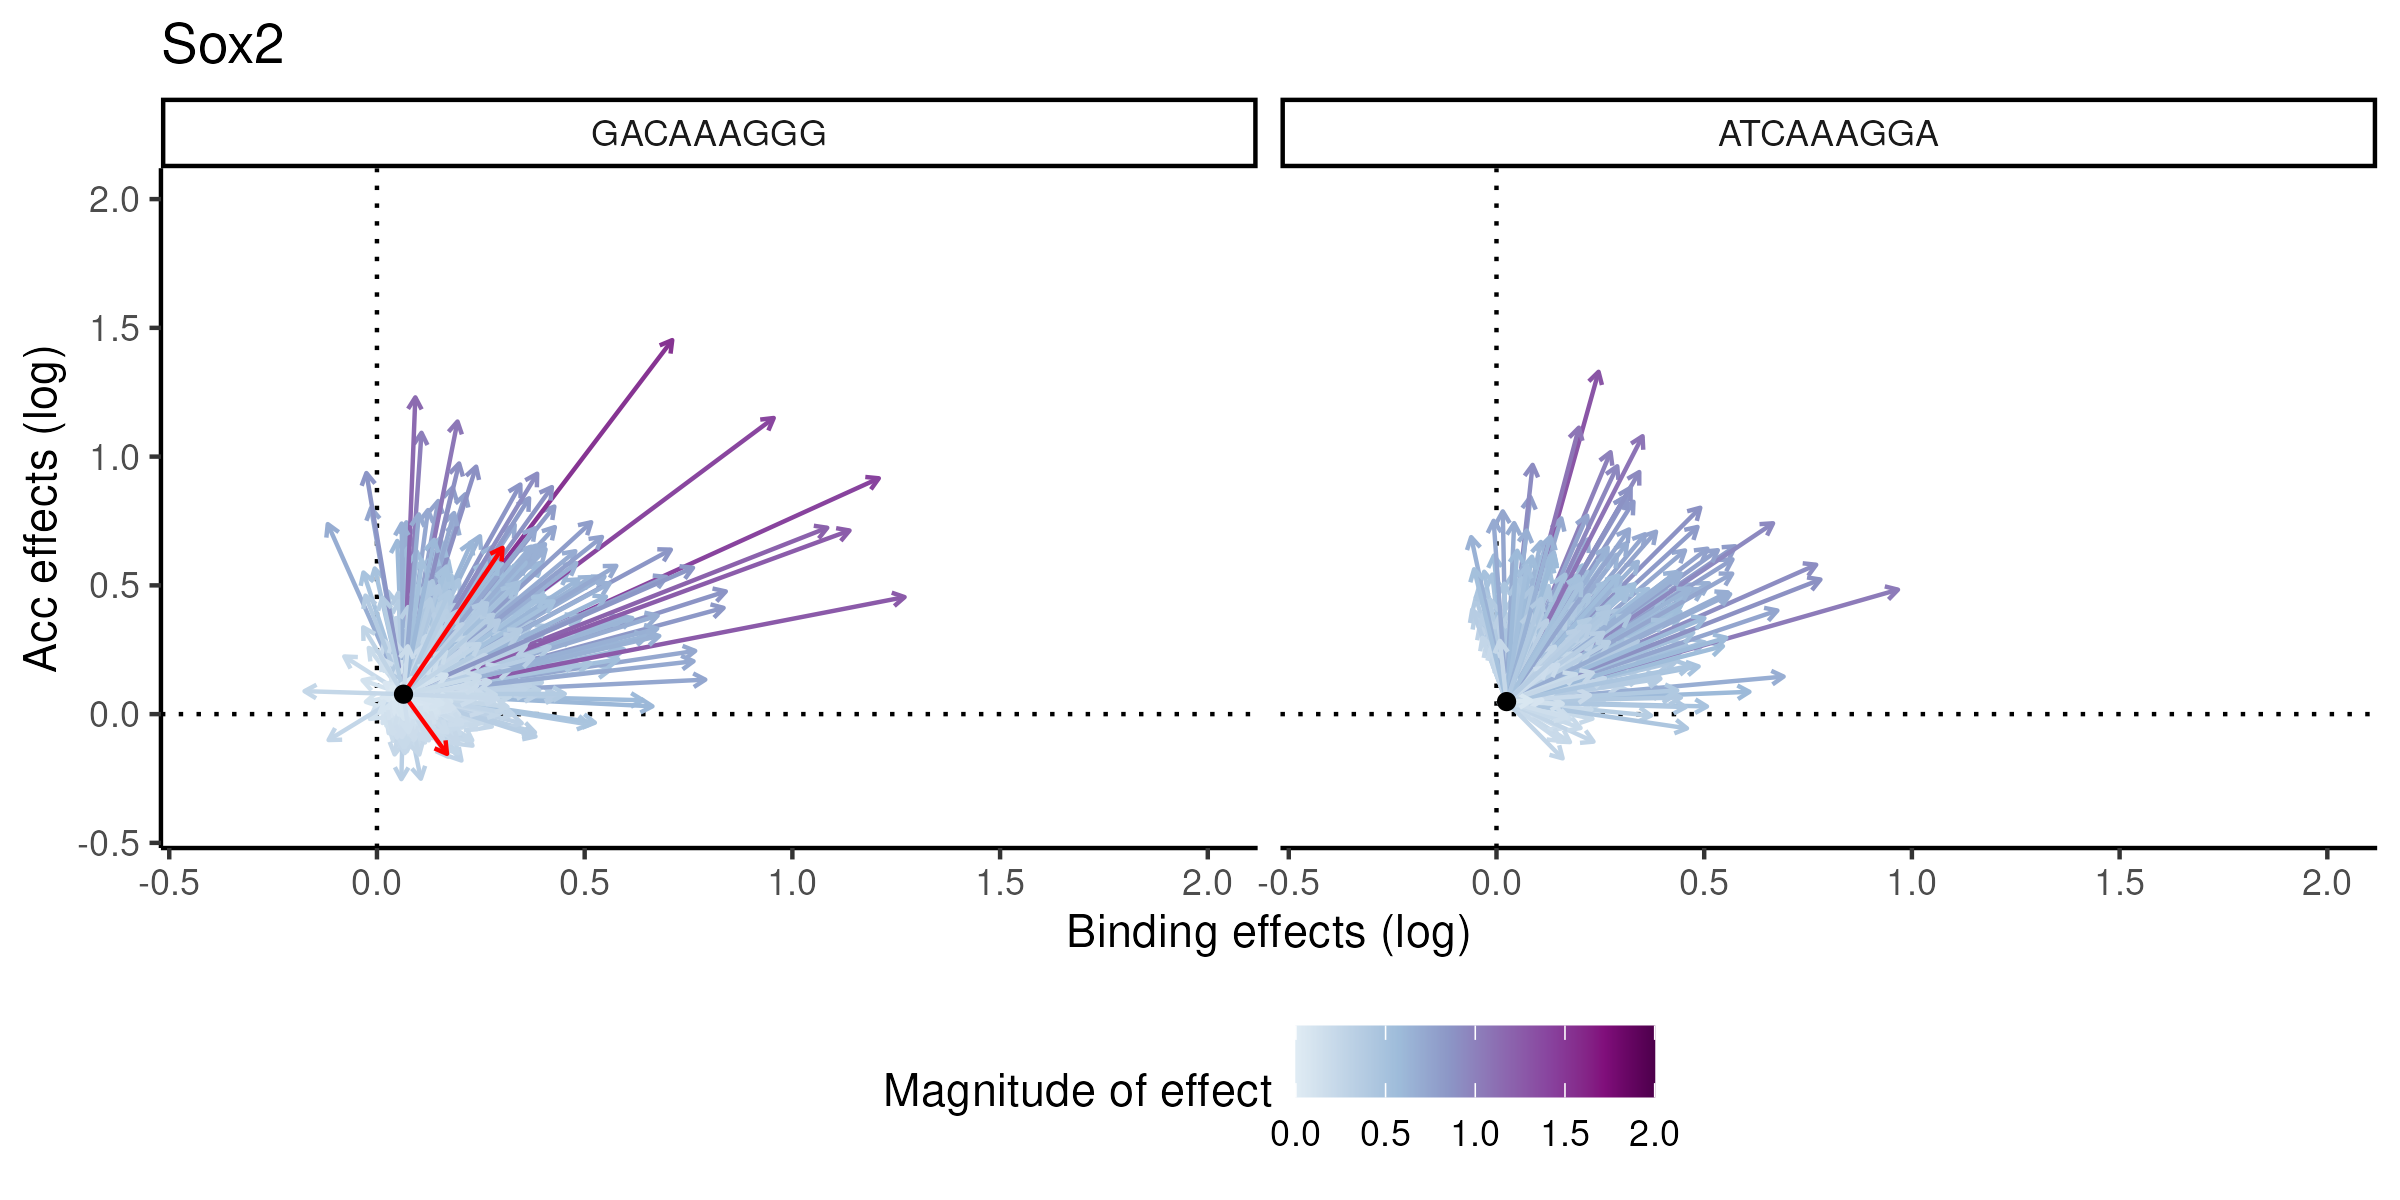 Sox2
GACAAAGGG
ATCAAAGGA
Acc effects (log)
2.0
1.5
1.0
0.5
0.0
-0.5
-0.5 0.0 0.5 1.0 1.5 2.0
-0.5 0.0 0.5 1.0 1.5 2.0
Binding effects (log)
Magnitude of effect
0.0 0.5 1.0 1.5 2.0